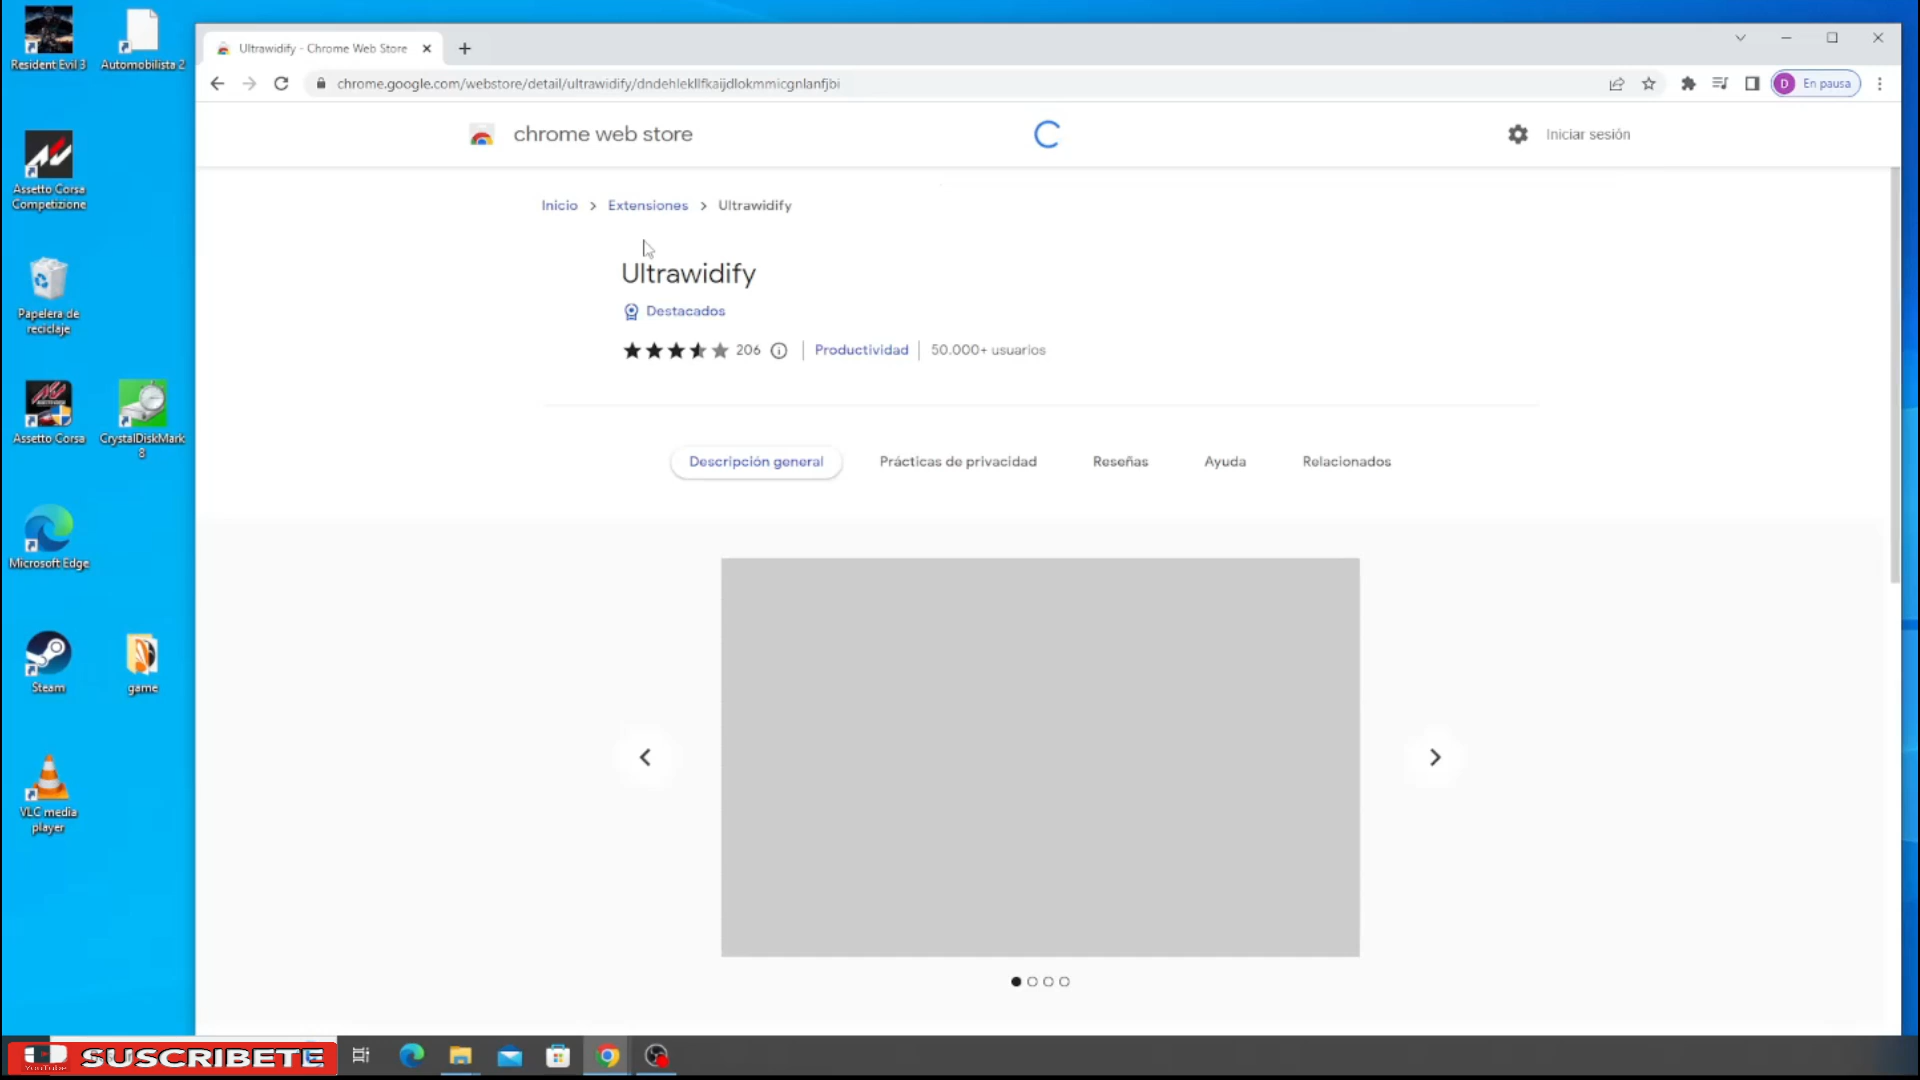 Resident Evil 3
Automobilista 2
Assetto Corsa
Competizione
Papelera de
reciclaje
Assetto Corsa
CrystalDiskMark
8
Microsoft Edge
Steam
game
VLC media
player
Ultrawidify - Chrome Web Store
chrome.google.com/webstore/detail/ultrawidify/dndehlekllfkaijdlokmmicgnlanfjbi
D En pausa
chrome web store
Iniciar sesión
Inicio > Extensiones > Ultrawidify
Ultrawidify
Destacados
206
Productividad
50.000+ usuarios
Descripción general
Prácticas de privacidad
Reseñas
Ayuda
Relacionados
YouTube
SUSCRIBETE